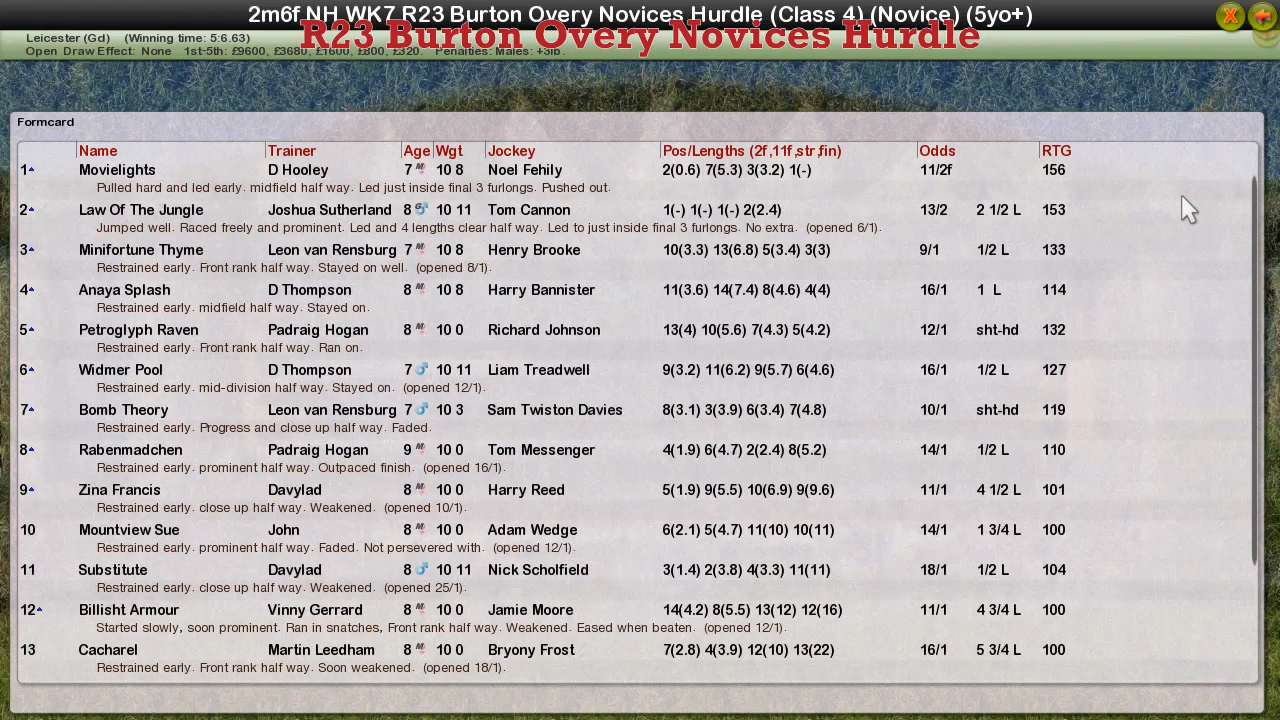 2m6f NH WK7 R23 Burton Overy Novices Hurdle (Class 4) (Novice) (5yo+)
R23 Burton Overy Novices Hurdle
Leicester (Gd) (Winning time: 5:6.63)
Open Draw Effect: None 1st-5th: £9600, £3680, £1600, £800, £320. Penalties: Males: +3lb.
Formcard
Name Trainer Age Wgt Jockey Pos/Lengths (2f,11f,str,fin) Odds RTG
1 Movielights D Hooley 7 10 8 Noel Fehily 2(0.6) 7(5.3) 3(3.2) 1(-) 11/2f 156
Pulled hard and led early. midfield half way. Led just inside final 3 furlongs. Pushed out.
2 Law Of The Jungle Joshua Sutherland 8 10 11 Tom Cannon 1(-) 1(-) 1(-) 2(2.4) 13/2 2 1/2 L 153
Jumped well. Raced freely and prominent. Led and 4 lengths clear half way. Led to just inside final 3 furlongs. No extra. (opened 6/1).
3 Minifortune Thyme Leon van Rensburg 7 10 8 Henry Brooke 10(3.3) 13(6.8) 5(3.4) 3(3) 9/1 1/2 L 133
Restrained early. Front rank half way. Stayed on well. (opened 8/1).
4 Anaya Splash D Thompson 8 10 8 Harry Bannister 11(3.6) 14(7.4) 8(4.6) 4(4) 16/1 1 L 114
Restrained early. midfield half way. Stayed on.
5 Petroglyph Raven Padraig Hogan 8 10 0 Richard Johnson 13(4) 10(5.6) 7(4.3) 5(4.2) 12/1 sht-hd 132
Restrained early. Front rank half way. Ran on.
6 Widmer Pool D Thompson 7 10 11 Liam Treadwell 9(3.2) 11(6.2) 9(5.7) 6(4.6) 16/1 1/2 L 127
Restrained early. mid-division half way. Stayed on. (opened 12/1).
7 Bomb Theory Leon van Rensburg 7 10 3 Sam Twiston Davies 8(3.1) 3(3.9) 6(3.4) 7(4.8) 10/1 sht-hd 119
Restrained early. Progress and close up half way. Faded.
8 Rabenmadchen Padraig Hogan 9 10 0 Tom Messenger 4(1.9) 6(4.7) 2(2.4) 8(5.2) 14/1 1/2 L 110
Restrained early. prominent half way. Outpaced finish. (opened 16/1).
9 Zina Francis Davylad 8 10 0 Harry Reed 5(1.9) 9(5.5) 10(6.9) 9(9.6) 11/1 4 1/2 L 101
Restrained early. close up half way. Weakened. (opened 10/1).
10 Mountview Sue John 8 10 0 Adam Wedge 6(2.1) 5(4.7) 11(10) 10(11) 14/1 1 3/4 L 100
Restrained early. prominent half way. Faded. Not persevered with. (opened 12/1).
11 Substitute Davylad 8 10 11 Nick Scholfield 3(1.4) 2(3.8) 4(3.3) 11(11) 18/1 1/2 L 104
Restrained early. close up half way. Weakened. (opened 25/1).
12 Billisht Armour Vinny Gerrard 8 10 0 Jamie Moore 14(4.2) 8(5.5) 13(12) 12(16) 11/1 4 3/4 L 100
Started slowly, soon prominent. Ran in snatches, Front rank half way. Weakened. Eased when beaten. (opened 12/1).
13 Cacharel Martin Leedham 8 10 0 Bryony Frost 7(2.8) 4(3.9) 12(10) 13(22) 16/1 5 3/4 L 100
Restrained early. Front rank half way. Soon weakened. (opened 18/1).